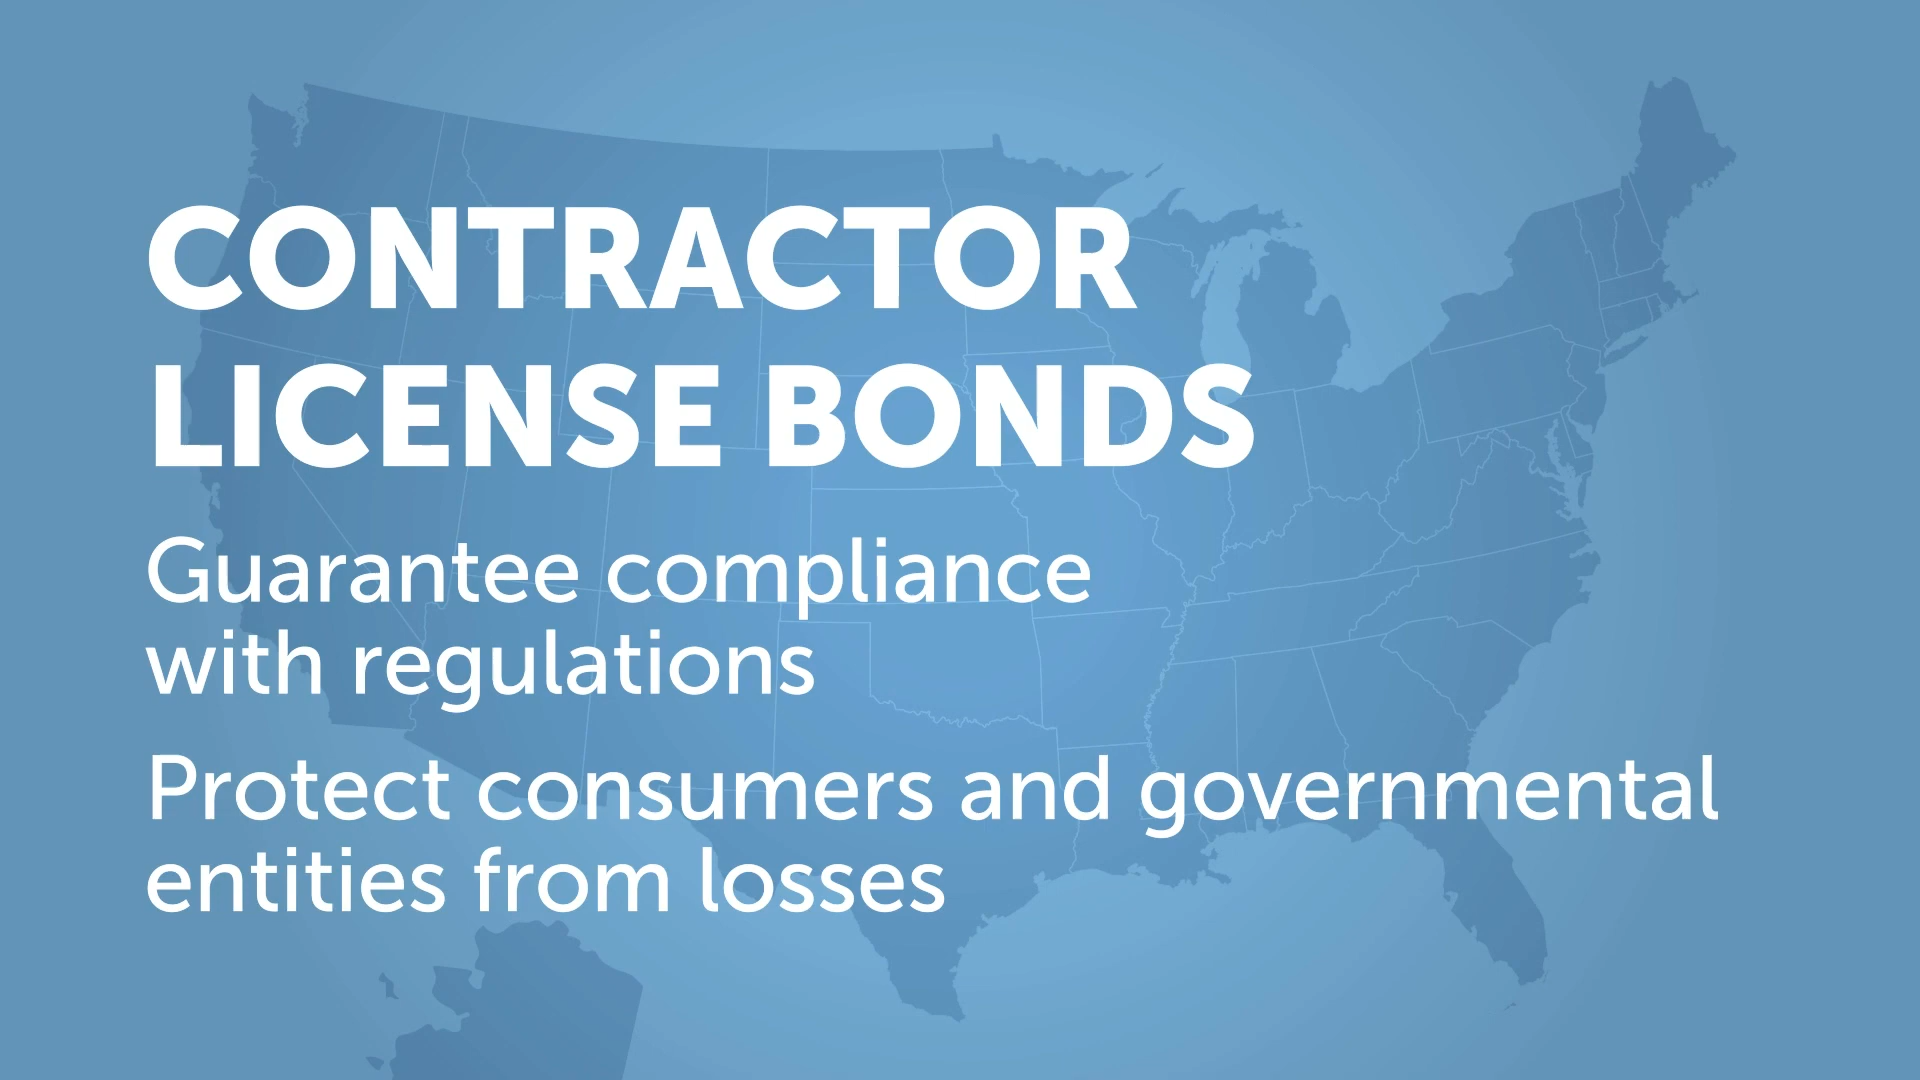 CONTRACTOR
LICENSE BONDS
Guarantee compliance
with regulations
Protect consumers and governmental
entities from losses